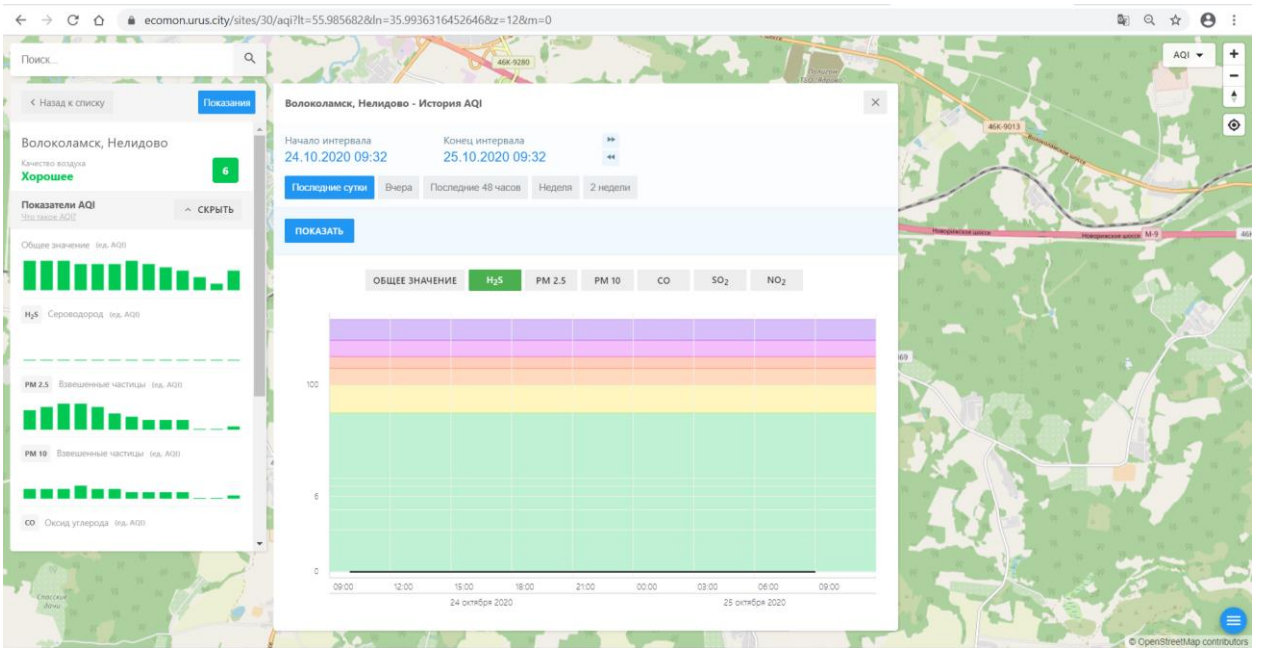 ecomon.urus.city/sites/30/aqi?lt=55.985682&ln=35.9936316452646&z=12&m=0
Поиск...
46К-9280
AQI
< Назад к списку
Показания
Волоколамск, Нелидово
Качество воздуха
Хорошее
6
Показатели AQI
Что такое AQI?
СКРЫТЬ
Общее значение (ед. AQI)
H₂S Сероводород (ед. AQI)
PM 2.5 Взвешенные частицы (ед. AQI)
PM 10 Взвешенные частицы (ед. AQI)
CO Оксид углерода (ед. AQI)
Волоколамск, Нелидово - История AQI
Начало интервала
Конец интервала
24.10.2020 09:32
25.10.2020 09:32
Последние сутки
Вчера
Последние 48 часов
Неделя
2 недели
ПОКАЗАТЬ
ОБЩЕЕ ЗНАЧЕНИЕ
H₂S
PM 2.5
PM 10
CO
SO₂
NO₂
100
6
0
09:00 12:00 15:00 18:00 21:00 00:00 03:00 06:00 09:00
24 октября 2020
25 октября 2020
46К-9013
Волоколамское шоссе
Новорижское шоссе
Новорижское шоссе
М-9
Спасские
дачи
© OpenStreetMap contributors